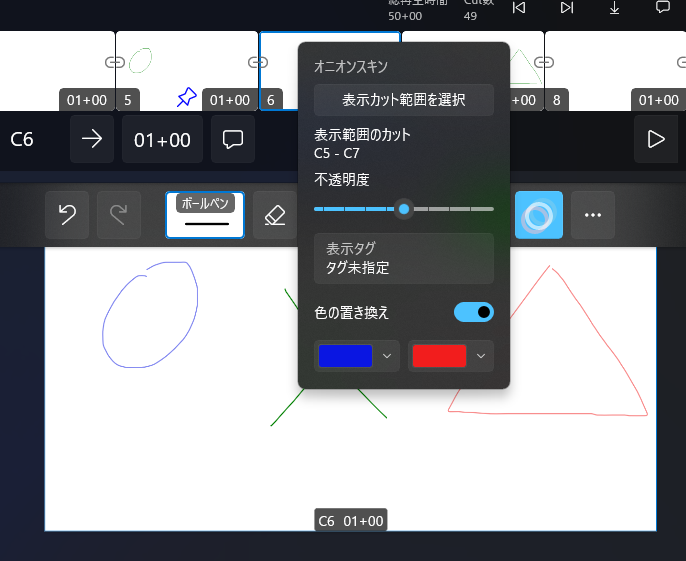 総再生時間
Cut数
50+00
49
01+00
5
01+00
6
+00
8
01+00
C6
01+00
オニオンスキン
表示カット範囲を選択
表示範囲のカット
C5 - C7
不透明度
ボールペン
表示タグ
タグ未指定
色の置き換え
C6 01+00